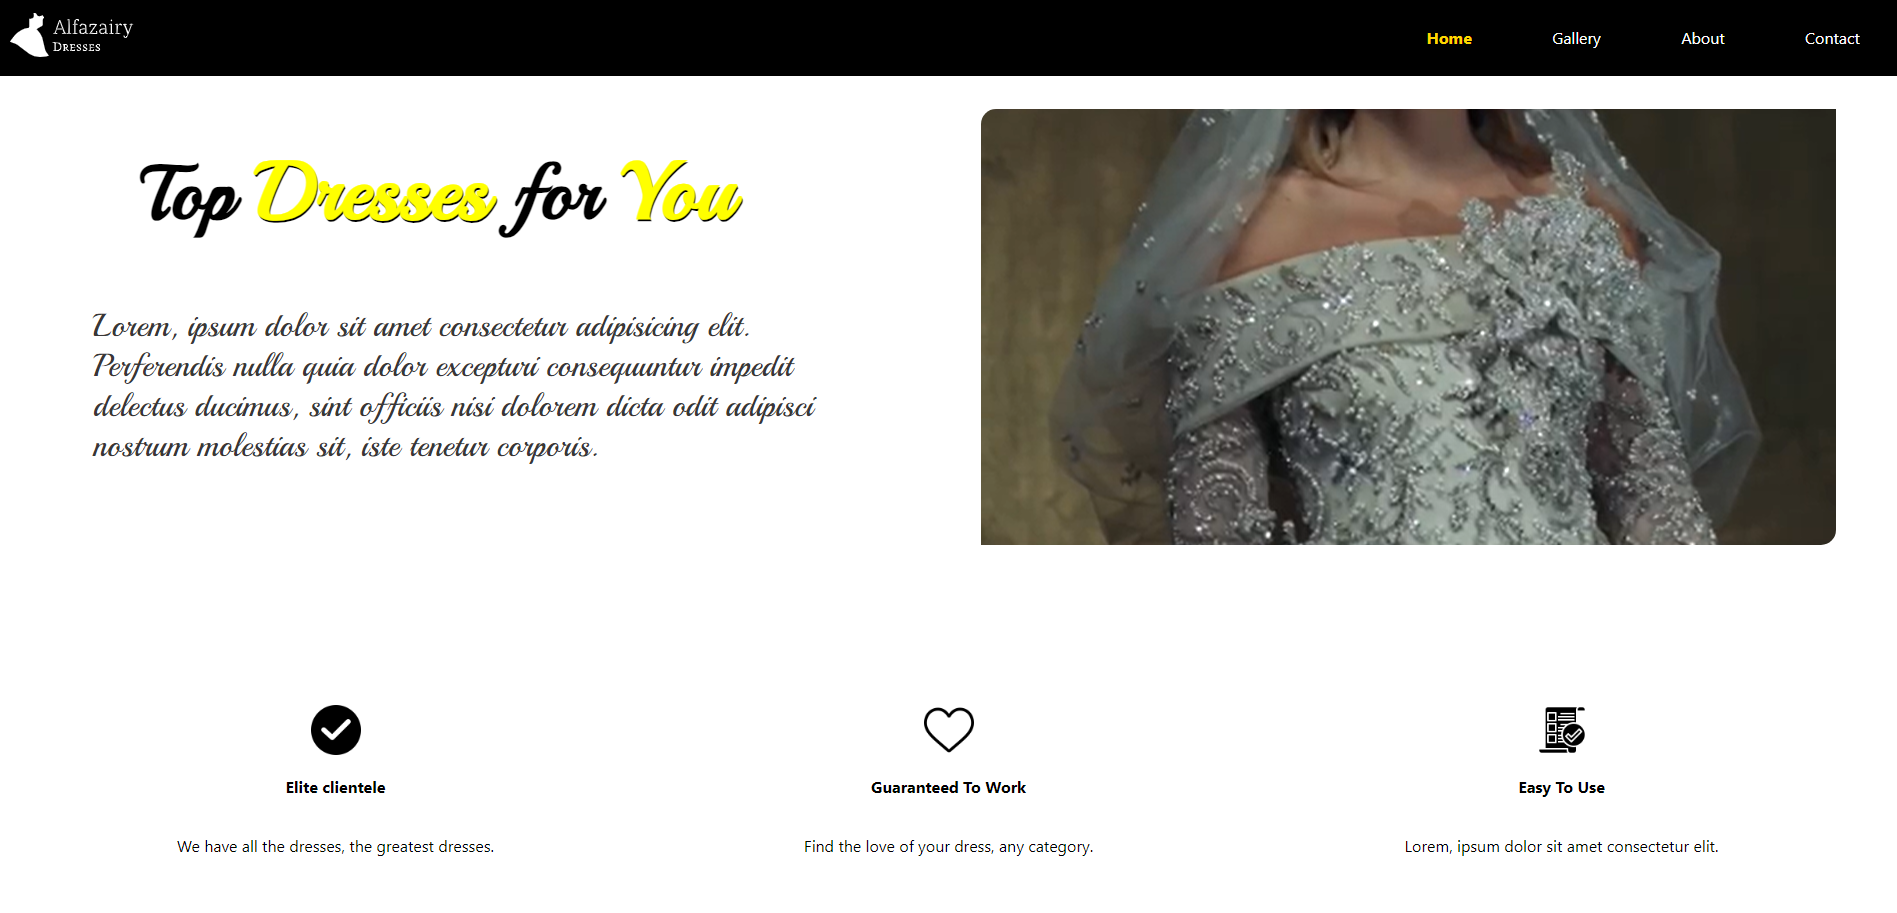 Alfazairy
Dresses
Home
Gallery
About
Contact
Top Dresses for You
Lorem, ipsum dolor sit amet consectetur adipisicing elit.
Perferendis nulla quia dolor excepturi consequuntur impedit
delectus ducimus, sint officiis nisi dolorem dicta odit adipisci
nostrum molestias sit, iste tenetur corporis.
Elite clientele
Guaranteed To Work
Easy To Use
We have all the dresses, the greatest dresses.
Find the love of your dress, any category.
Lorem, ipsum dolor sit amet consectetur elit.